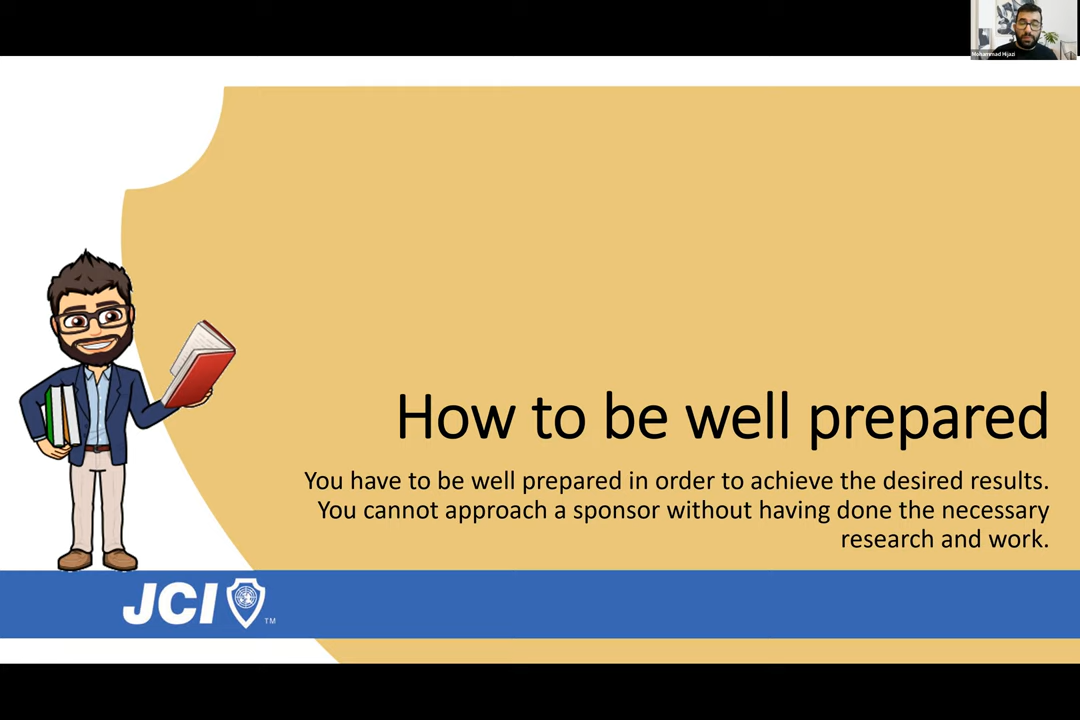 Mohammad Hijazi
How to be well prepared
You have to be well prepared in order to achieve the desired results.
You cannot approach a sponsor without having done the necessary
research and work.
JCI
TM